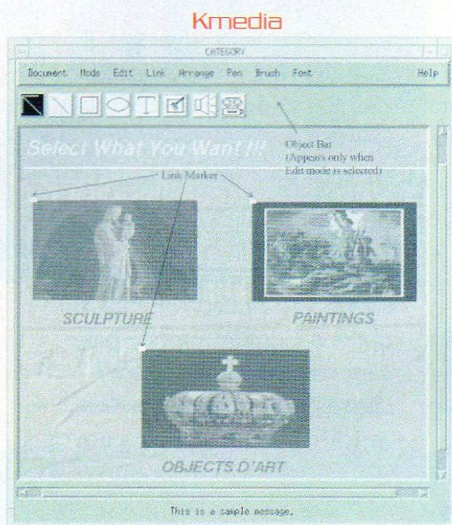 Kmedia
CATEGORY
Document Mode Edit Link Arrange Pen Brush Font Help
T
Select What You Want !!!
Object Bar
(Appears only when
Edit mode is selected)
Link Marker
SCULPTURE
PAINTINGS
OBJECTS D'ART
This is a sample message.